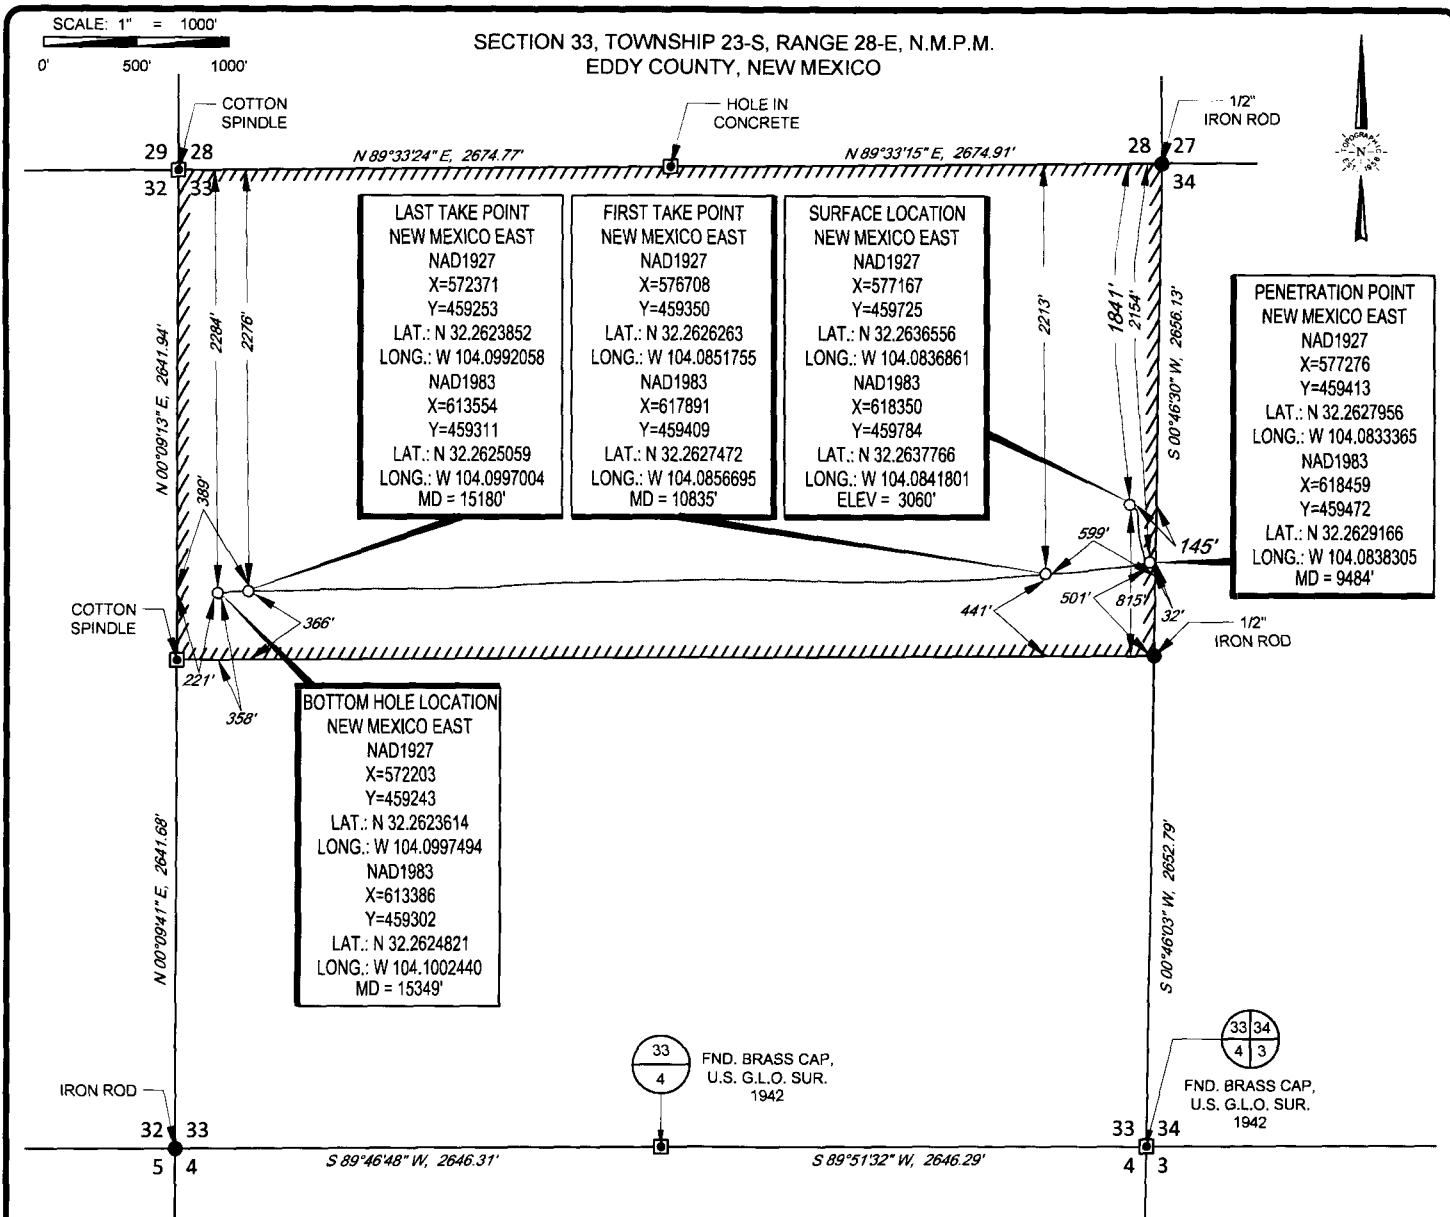 SCALE: 1" = 1000'
0' 500' 1000'
SECTION 33, TOWNSHIP 23-S, RANGE 28-E, N.M.P.M.
EDDY COUNTY, NEW MEXICO
COTTON
SPINDLE
HOLE IN
CONCRETE
1/2"
IRON ROD
29 28
32 33
N 89°33'24" E, 2674.77'
N 89°33'15" E, 2674.91'
28 27
34
N
LAST TAKE POINT
NEW MEXICO EAST
NAD1927
X=572371
Y=459253
LAT.: N 32.2623852
LONG.: W 104.0992058
NAD1983
X=613554
Y=459311
LAT.: N 32.2625059
LONG.: W 104.0997004
MD = 15180'
FIRST TAKE POINT
NEW MEXICO EAST
NAD1927
X=576708
Y=459350
LAT.: N 32.2626263
LONG.: W 104.0851755
NAD1983
X=617891
Y=459409
LAT.: N 32.2627472
LONG.: W 104.0856695
MD = 10835'
SURFACE LOCATION
NEW MEXICO EAST
NAD1927
X=577167
Y=459725
LAT.: N 32.2636556
LONG.: W 104.0836861
NAD1983
X=618350
Y=459784
LAT.: N 32.2637766
LONG.: W 104.0841801
ELEV = 3060'
PENETRATION POINT
NEW MEXICO EAST
NAD1927
X=577276
Y=459413
LAT.: N 32.2627956
LONG.: W 104.0833365
NAD1983
X=618459
Y=459472
LAT.: N 32.2629166
LONG.: W 104.0838305
MD = 9484'
N 00°09'13" E, 2641.94'
2284'
2276'
2213'
1841'
2154'
S 00°46'30" W, 2656.13'
389'
599'
145'
441'
501'
815'
32'
366'
COTTON
SPINDLE
1/2"
IRON ROD
221'
358'
BOTTOM HOLE LOCATION
NEW MEXICO EAST
NAD1927
X=572203
Y=459243
LAT.: N 32.2623614
LONG.: W 104.0997494
NAD1983
X=613386
Y=459302
LAT.: N 32.2624821
LONG.: W 104.1002440
MD = 15349'
N 00°09'41" E, 2641.68'
S 00°46'03" W, 2652.79'
33
4
FND. BRASS CAP,
U.S. G.L.O. SUR.
1942
33 34
4 3
FND. BRASS CAP,
U.S. G.L.O. SUR.
1942
IRON ROD
32 33
5 4
S 89°46'48" W, 2646.31'
S 89°51'32" W, 2646.29'
33 34
4 3